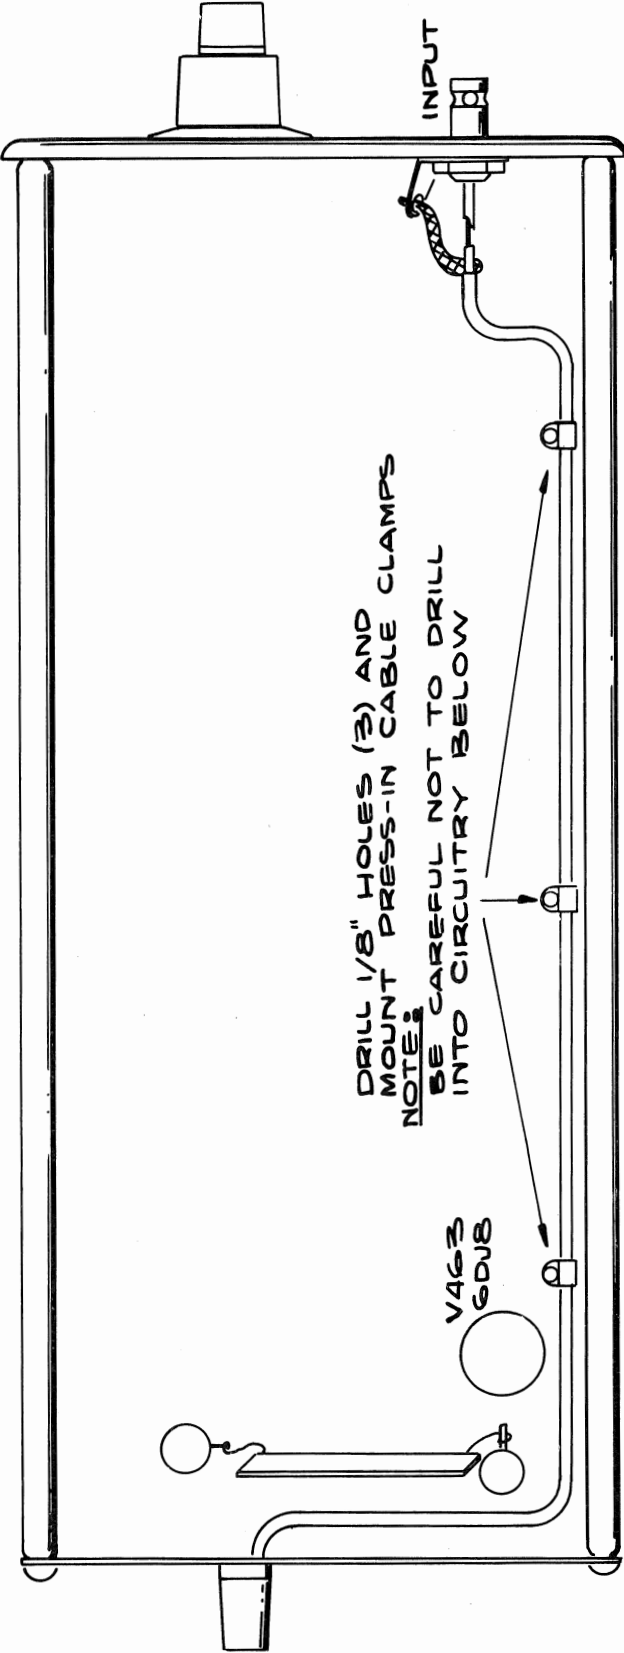 INPUT
DRILL 1/8" HOLES (3) AND
MOUNT PRESS-IN CABLE CLAMPS
NOTE:
BE CAREFUL NOT TO DRILL
INTO CIRCUITRY BELOW
V463
6DJ8